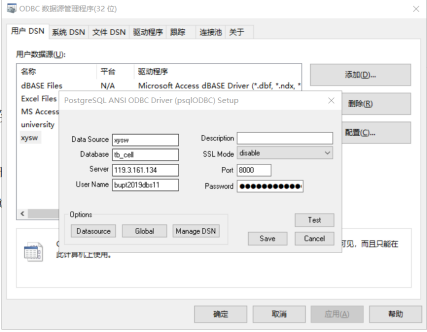 ODBC 数据源管理程序(32 位)
用户 DSN 系统 DSN 文件 DSN 驱动程序 跟踪 连接池 关于
用户数据源(U):
名称 平台 驱动程序
dBASE Files N/A Microsoft Access dBASE Driver (*.dbf, *.ndx, *
Excel Files
MS Access
university
xysw
添加(D)...
删除(R)
配置(C)...
PostgreSQL ANSI ODBC Driver (psqlODBC) Setup
Data Source xysw Description
Database tb_cell SSL Mode disable
Server 119.3.161.134 Port 8000
User Name bupt2019dbs11 Password ●●●●●●●●●●●
Options
Datasource Global Manage DSN
Test
Save Cancel
可见，而且只能在
此计算机上使用。
确定 取消 应用(A) 帮助